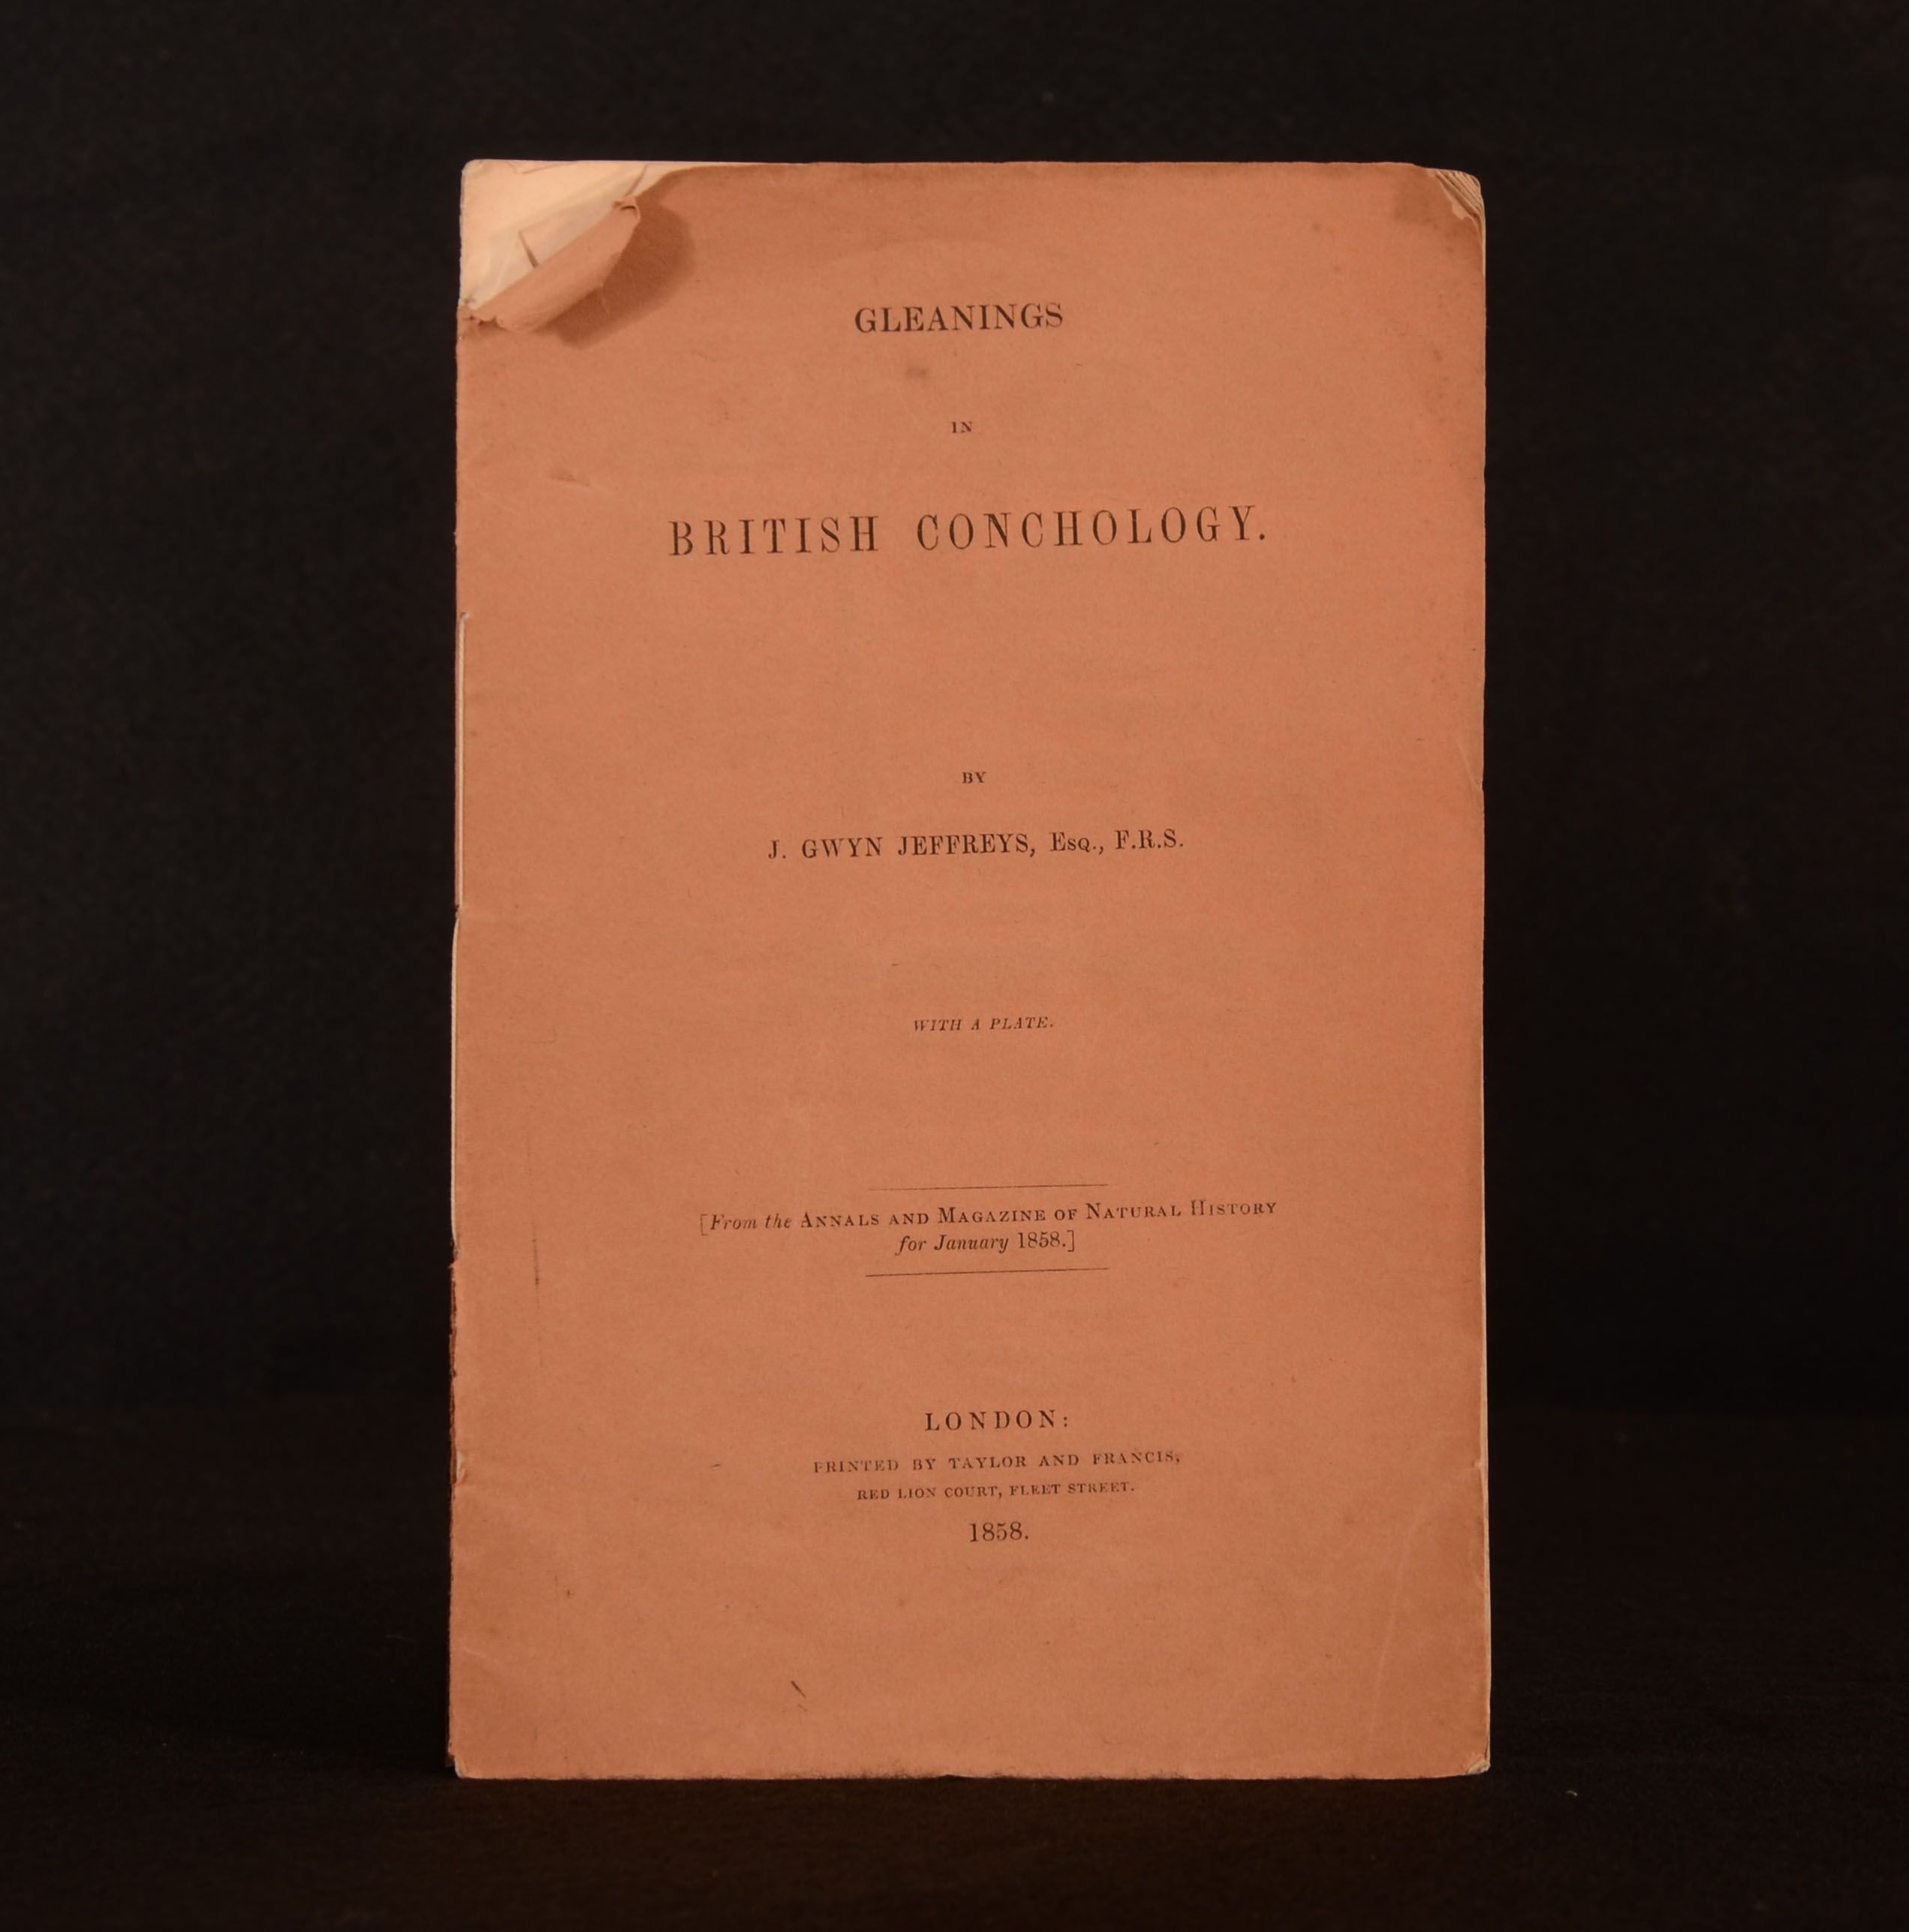 GLEANINGS
IN
BRITISH CONCHOLOGY.
BY
J. GWYN JEFFREYS, Esq., F.R.S.
WITH A PLATE.
[From the Annals and Magazine of Natural History
for January 1858.]
LONDON:
PRINTED BY TAYLOR AND FRANCIS,
RED LION COURT, FLEET STREET.
1858.